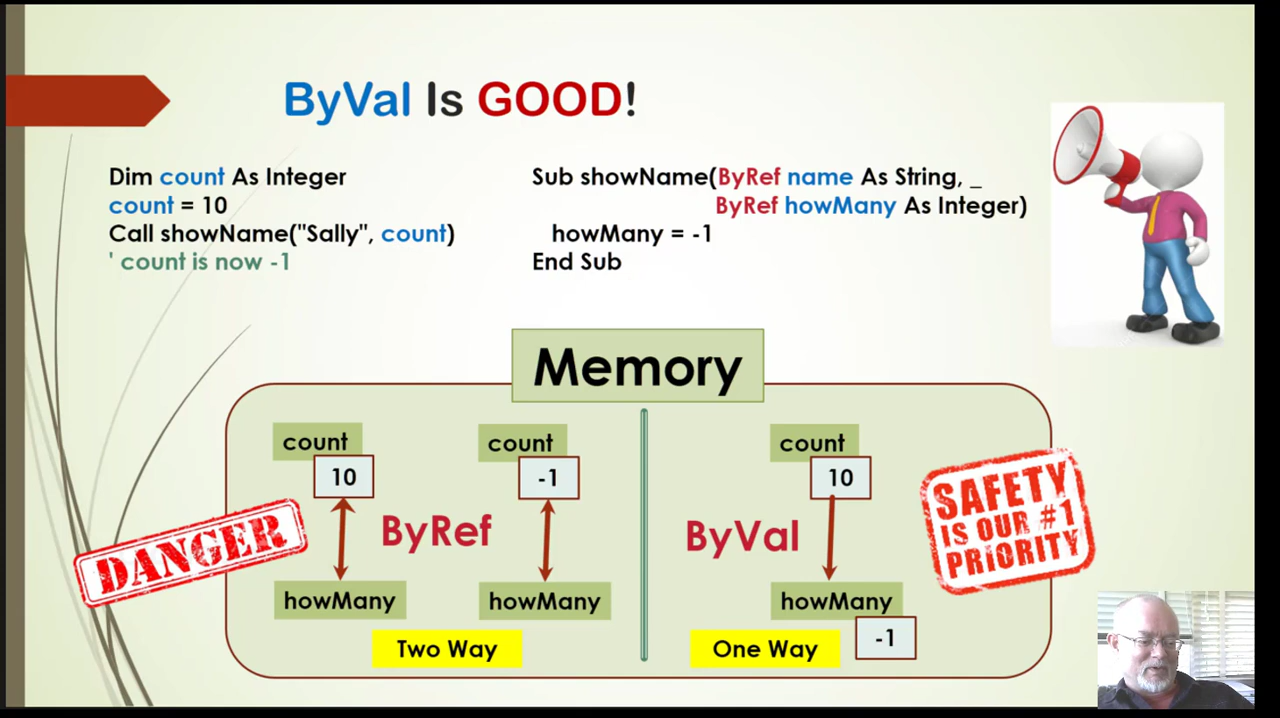 ByVal Is GOOD!
Dim count As Integer
count = 10
Call showName("Sally", count)
' count is now -1
Sub showName(ByRef name As String, _
ByRef howMany As Integer)
howMany = -1
End Sub
Memory
count
10
ByRef
howMany
count
-1
howMany
Two Way
DANGER
count
10
ByVal
howMany
-1
One Way
SAFETY
IS OUR #1
PRIORITY